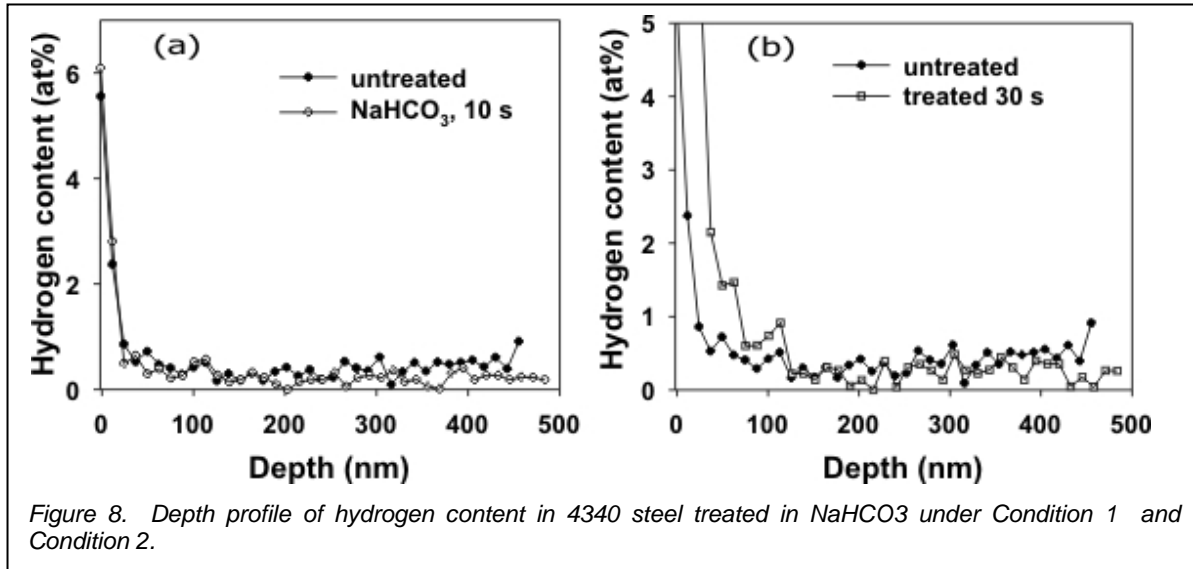 (a)
untreated
NaHCO3, 10 s
Hydrogen content (at%)
6
4
2
0
0 100 200 300 400 500
Depth (nm)
(b)
untreated
treated 30 s
Hydrogen content (at%)
5
4
3
2
1
0
0 100 200 300 400 500
Depth (nm)
Figure 8. Depth profile of hydrogen content in 4340 steel treated in NaHCO3 under Condition 1 and
Condition 2.